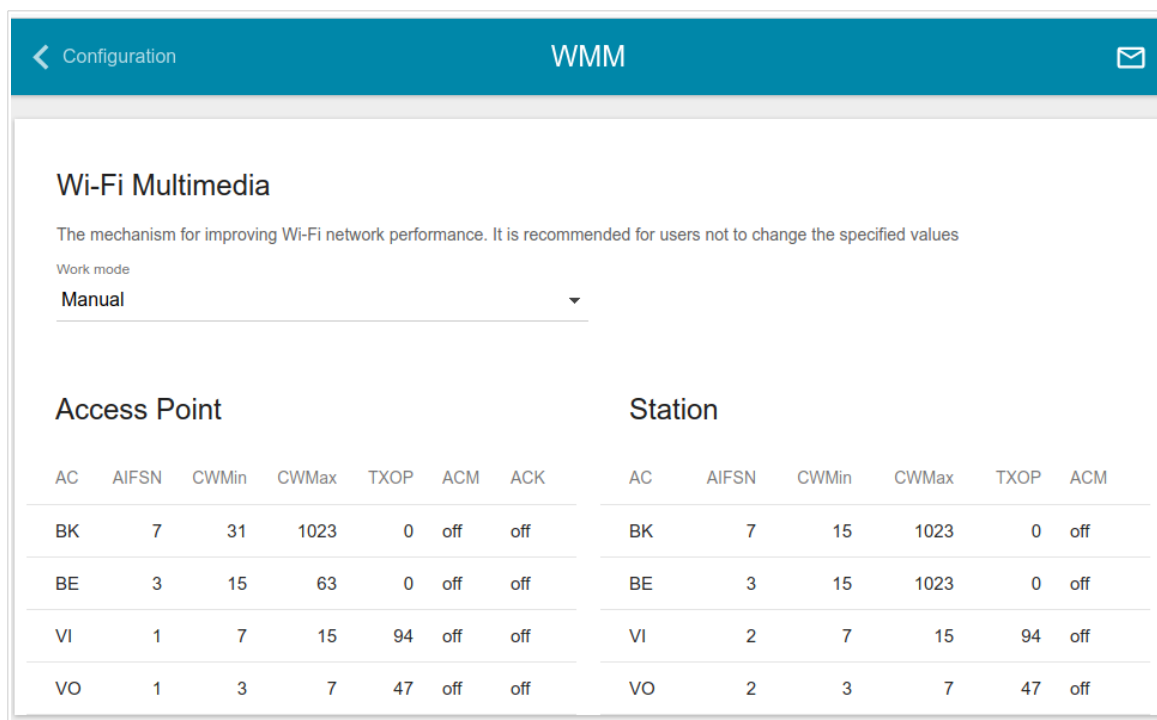 Configuration WMM
Wi-Fi Multimedia
The mechanism for improving Wi-Fi network performance. It is recommended for users not to change the specified values
Work mode
Manual
Access Point
AC AIFSN CWMin CWMax TXOP ACM ACK
BK 7 31 1023 0 off off
BE 3 15 63 0 off off
VI 1 7 15 94 off off
VO 1 3 7 47 off off
Station
AC AIFSN CWMin CWMax TXOP ACM
BK 7 15 1023 0 off
BE 3 15 1023 0 off
VI 2 7 15 94 off
VO 2 3 7 47 off